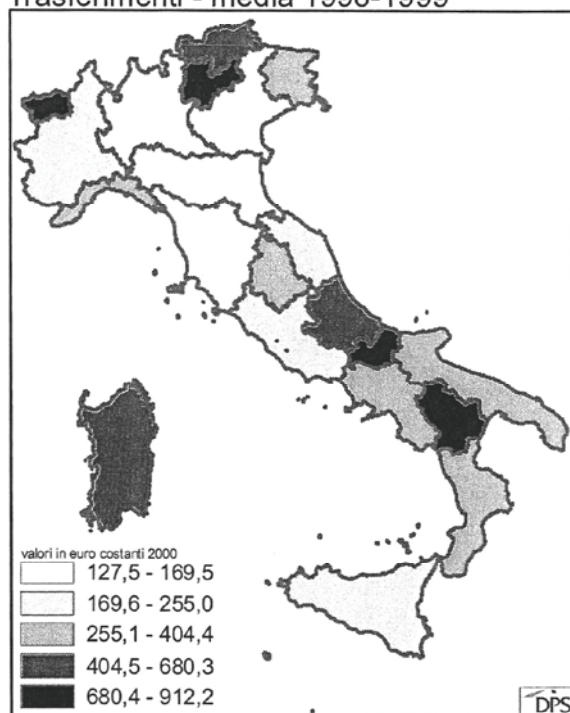 Trasferimenti - media 1996-1999
valori in euro costanti 2000
127,5 - 169,5
169,6 - 255,0
255,1 - 404,4
404,5 - 680,3
680,4 - 912,2
DPS